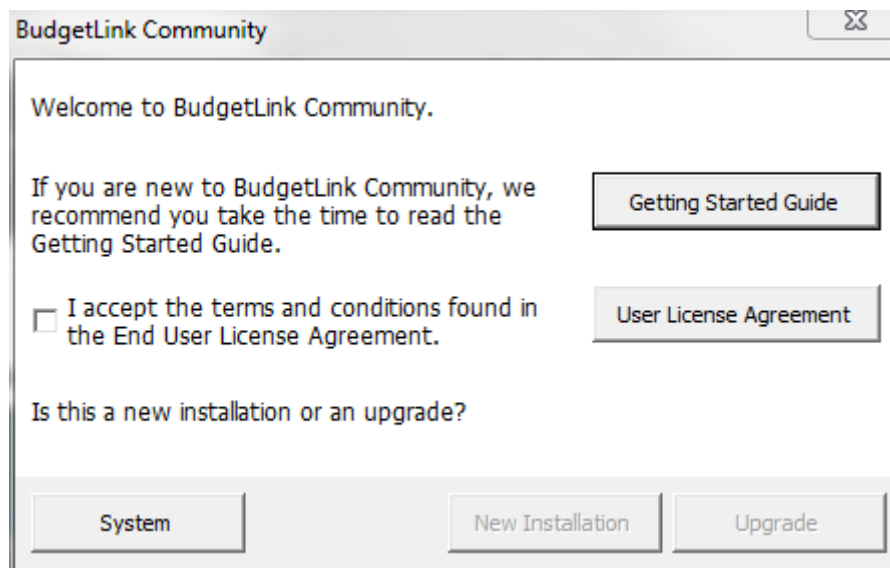 BudgetLink Community
Welcome to BudgetLink Community.
If you are new to BudgetLink Community, we
recommend you take the time to read the
Getting Started Guide.
Getting Started Guide
I accept the terms and conditions found in
the End User License Agreement.
User License Agreement
Is this a new installation or an upgrade?
System
New Installation
Upgrade